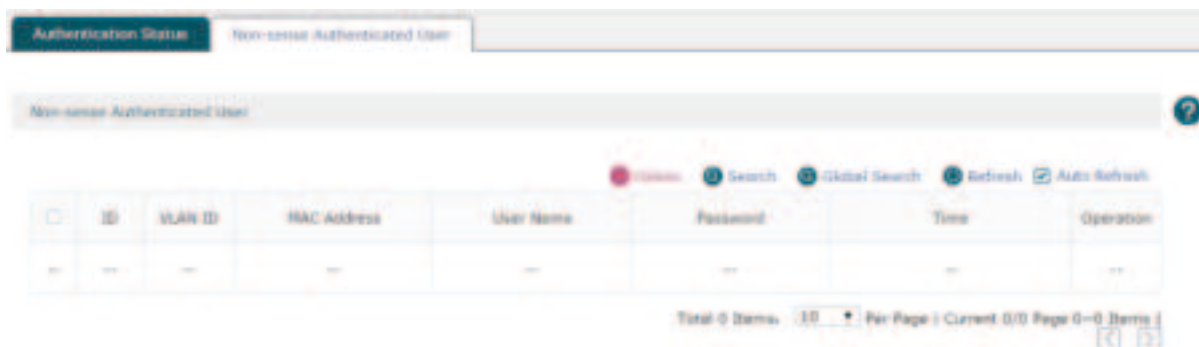 Authentication Status Non-sense Authenticated User
Non-sense Authenticated User
Delete Search Global Search Refresh Auto Refresh
ID VLAN ID MAC Address User Name Password Time Operation
-- -- -- -- -- -- -- --
Total 0 Items. 10 Per Page | Current 0/0 Page 0~0 Items |